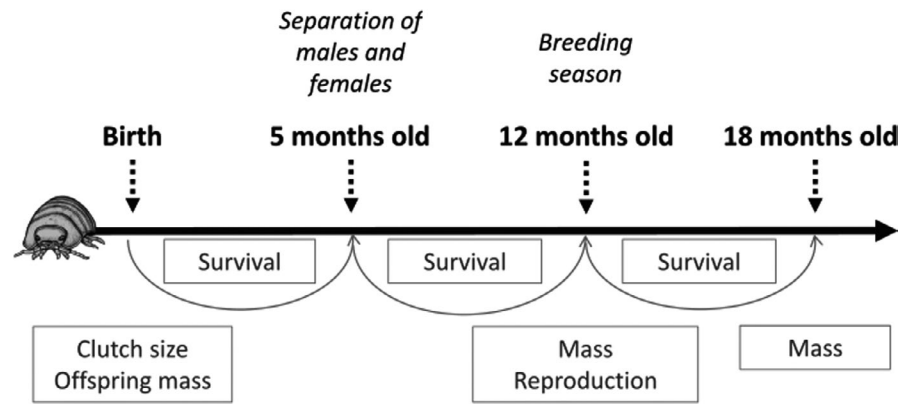 Separation of
males and
females
Breeding
season
Birth
5 months old
12 months old
18 months old
Survival
Survival
Survival
Clutch size
Offspring mass
Mass
Reproduction
Mass